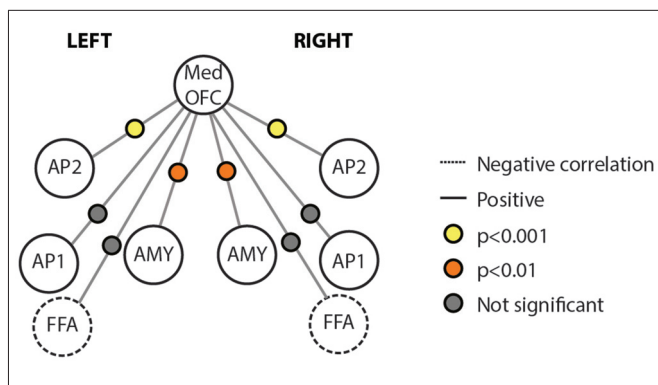 LEFT
RIGHT
Med
OFC
AP2
AP2
AP1
AMY
AMY
AP1
FFA
FFA
Negative correlation
Positive
p<0.001
p<0.01
Not significant